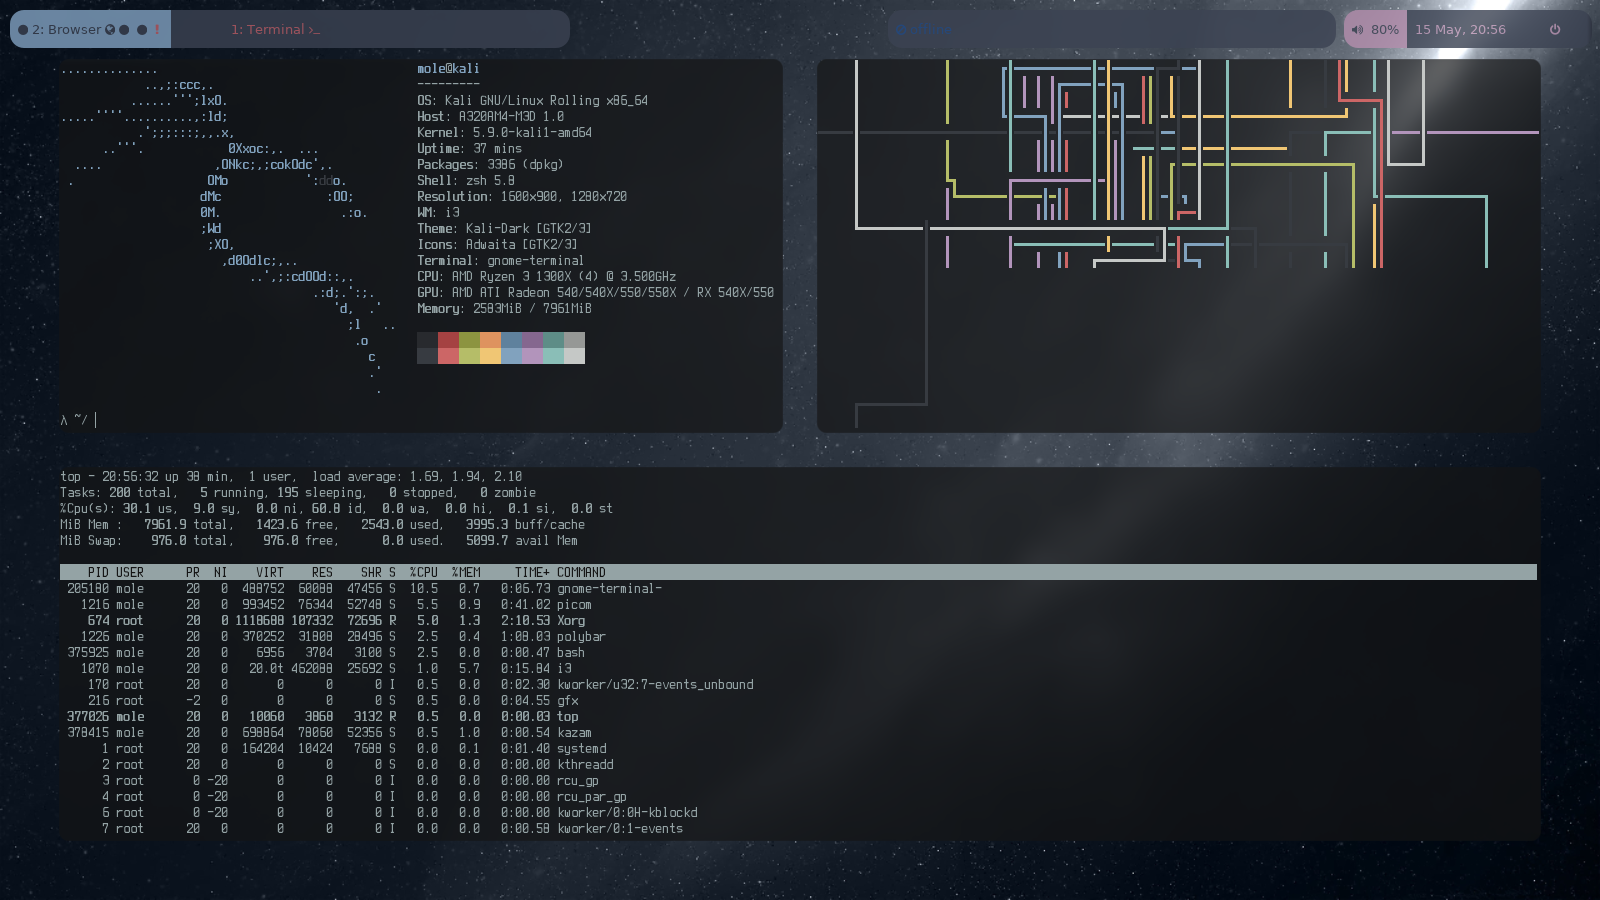 2: Browser !
1: Terminal >_
80%
15 May, 20:56
mole@kali
---------
OS: Kali GNU/Linux Rolling x86_64
Host: A320AM4-M3D 1.0
Kernel: 5.9.0-kali1-amd64
Uptime: 37 mins
Packages: 3386 (dpkg)
Shell: zsh 5.8
Resolution: 1600x900, 1280x720
WM: i3
Theme: Kali-Dark [GTK2/3]
Icons: Adwaita [GTK2/3]
Terminal: gnome-terminal
CPU: AMD Ryzen 3 1300X (4) @ 3.500GHz
GPU: AMD ATI Radeon 540/540X/550/550X / RX 540X/550
Memory: 2583MiB / 7961MiB
λ ~/
top - 20:56:32 up 38 min,  1 user,  load average: 1.69, 1.94, 2.10
Tasks: 200 total,   5 running, 195 sleeping,   0 stopped,   0 zombie
%Cpu(s): 30.1 us,  9.0 sy,  0.0 ni, 60.8 id,  0.0 wa,  0.0 hi,  0.1 si,  0.0 st
MiB Mem :   7961.9 total,   1423.6 free,   2543.0 used,   3995.3 buff/cache
MiB Swap:    976.0 total,    976.0 free,      0.0 used.   5099.7 avail Mem
PID USER PR NI VIRT RES SHR S %CPU %MEM TIME+ COMMAND
205180 mole 20 0 488752 60088 47456 S 10.5 0.7 0:06.73 gnome-terminal-
1216 mole 20 0 993452 76344 52748 S 5.5 0.9 0:41.02 picom
674 root 20 0 1118688 107332 72696 R 5.0 1.3 2:10.53 Xorg
1226 mole 20 0 370252 31808 28496 S 2.5 0.4 1:08.03 polybar
375925 mole 20 0 6956 3704 3100 S 2.5 0.0 0:00.47 bash
1070 mole 20 0 20.0t 462088 25692 S 1.0 5.7 0:15.84 i3
170 root 20 0 0 0 0 I 0.5 0.0 0:02.30 kworker/u32:7-events_unbound
216 root -2 0 0 0 0 S 0.5 0.0 0:04.55 gfx
377026 mole 20 0 10060 3868 3132 R 0.5 0.0 0:00.03 top
378415 mole 20 0 698864 78060 52356 S 0.5 1.0 0:00.54 kazam
1 root 20 0 164204 10424 7688 S 0.0 0.1 0:01.40 systemd
2 root 20 0 0 0 0 S 0.0 0.0 0:00.00 kthreadd
3 root 0 -20 0 0 0 I 0.0 0.0 0:00.00 rcu_gp
4 root 0 -20 0 0 0 I 0.0 0.0 0:00.00 rcu_par_gp
6 root 0 -20 0 0 0 I 0.0 0.0 0:00.00 kworker/0:0H-kblockd
7 root 20 0 0 0 0 I 0.0 0.0 0:00.58 kworker/0:1-events